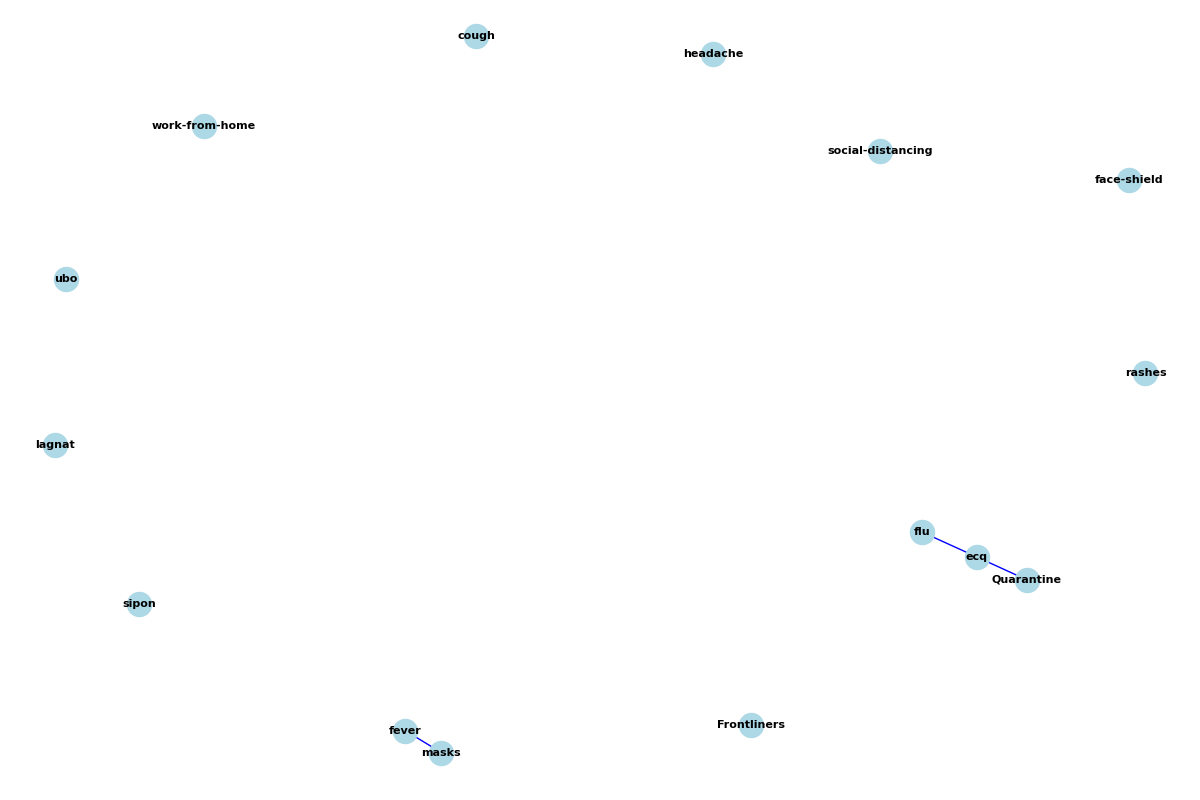 cough
headache
work-from-home
social-distancing
face-shield
ubo
rashes
lagnat
flu
ecq
Quarantine
sipon
Frontliners
fever
masks